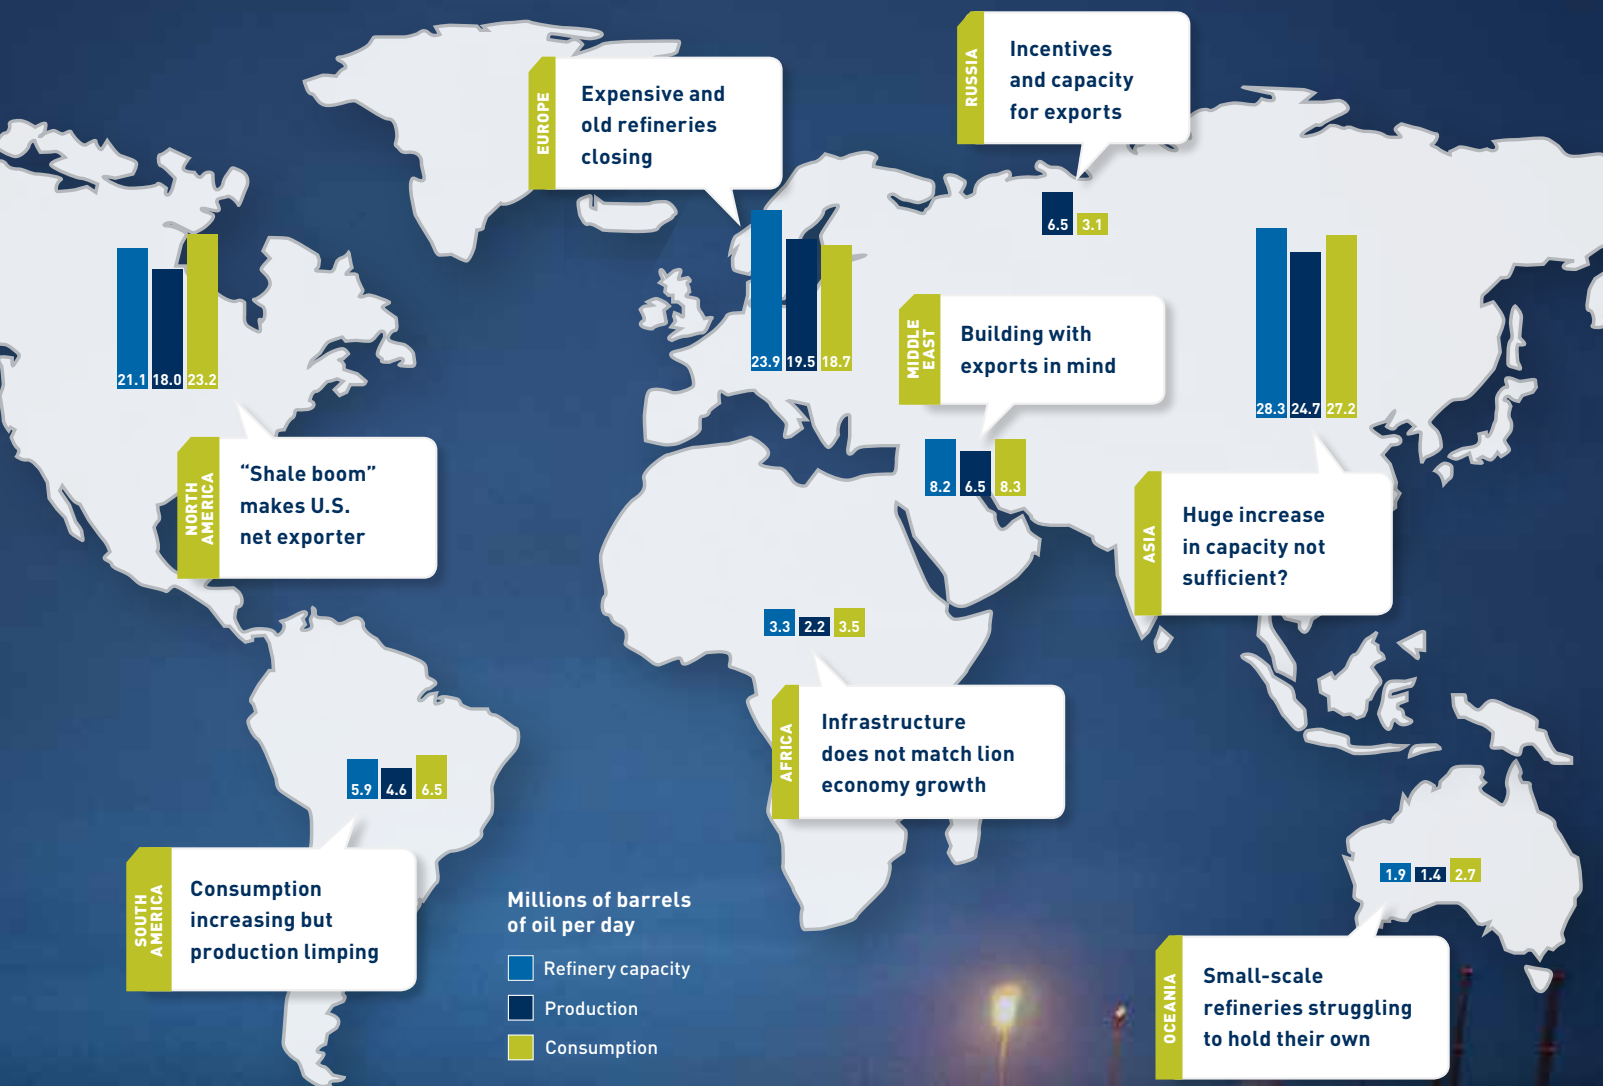 EUROPE
Expensive and
old refineries
closing
RUSSIA
Incentives
and capacity
for exports
6.5 3.1
23.9 19.5 18.7
21.1 18.0 23.2
28.3 24.7 27.2
MIDDLE
EAST
Building with
exports in mind
8.2 6.5 8.3
NORTH
AMERICA
“Shale boom”
makes U.S.
net exporter
ASIA
Huge increase
in capacity not
sufficient?
3.3 2.2 3.5
AFRICA
Infrastructure
does not match lion
economy growth
5.9 4.6 6.5
SOUTH
AMERICA
Consumption
increasing but
production limping
1.9 1.4 2.7
OCEANIA
Small-scale
refineries struggling
to hold their own
Millions of barrels
of oil per day
Refinery capacity
Production
Consumption